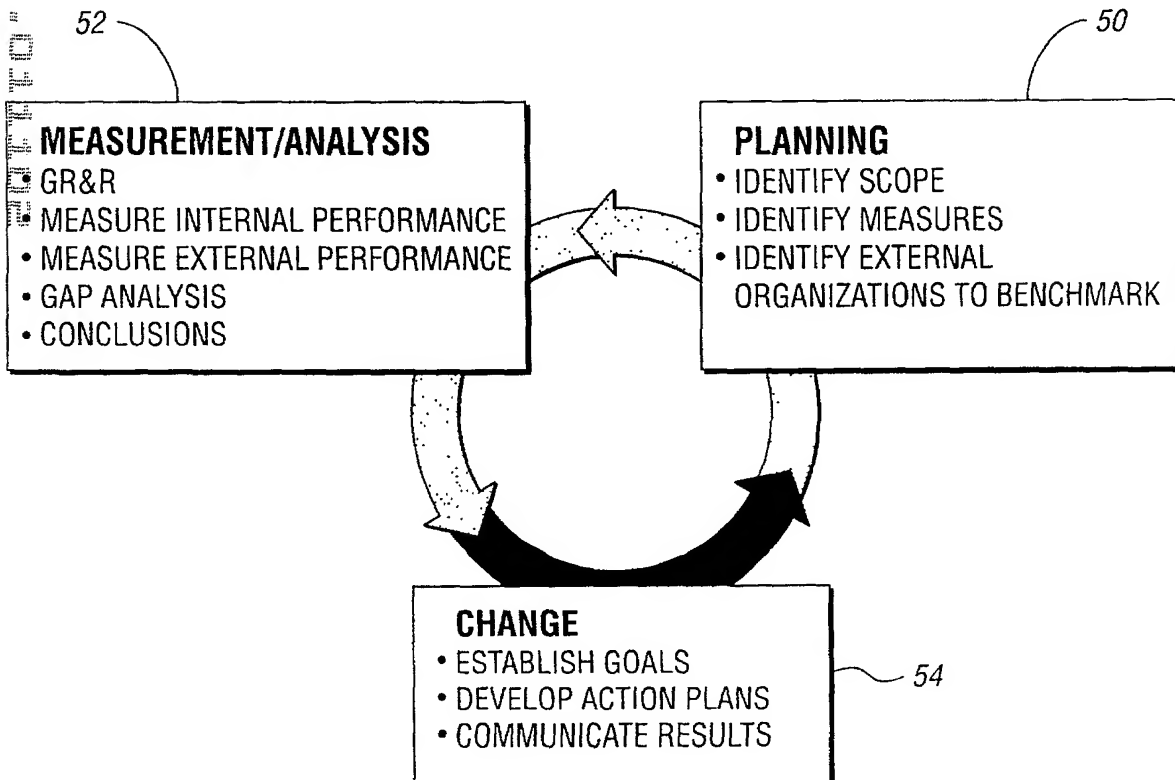 52
50
MEASUREMENT/ANALYSIS
• GR&R
• MEASURE INTERNAL PERFORMANCE
• MEASURE EXTERNAL PERFORMANCE
• GAP ANALYSIS
• CONCLUSIONS
PLANNING
• IDENTIFY SCOPE
• IDENTIFY MEASURES
• IDENTIFY EXTERNAL
ORGANIZATIONS TO BENCHMARK
CHANGE
• ESTABLISH GOALS
• DEVELOP ACTION PLANS
• COMMUNICATE RESULTS
54